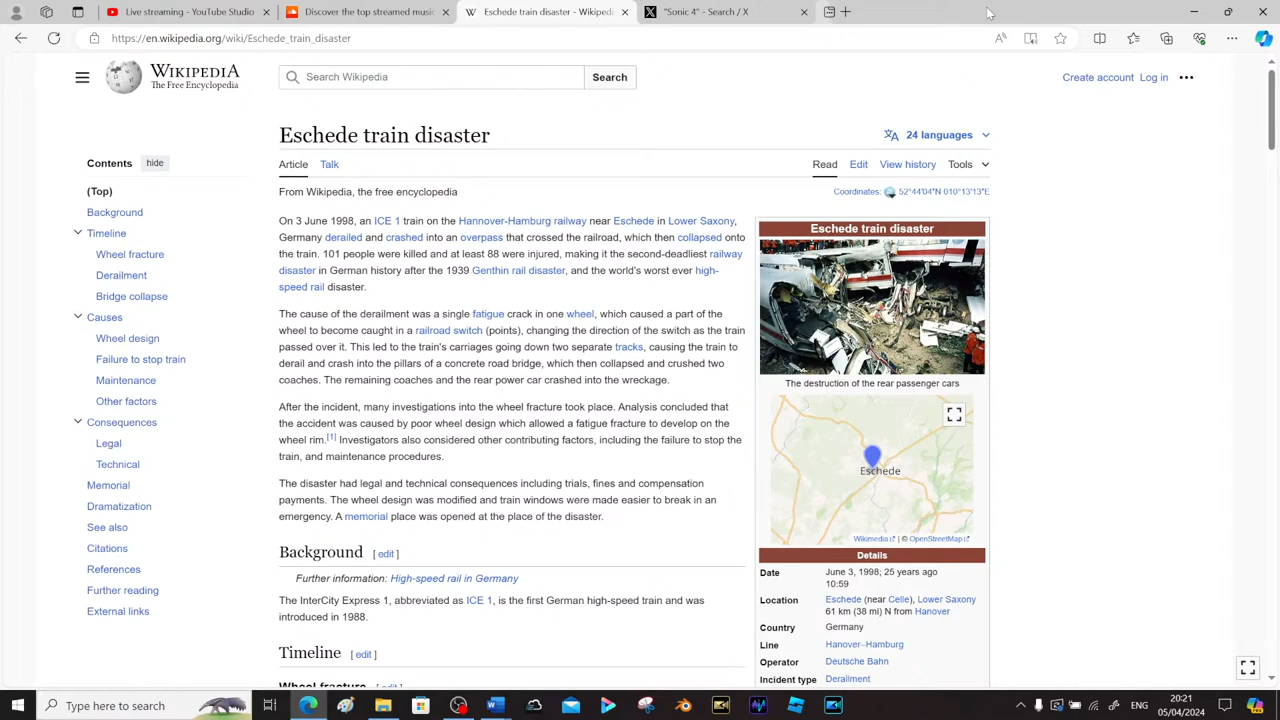 YouTube Studio
Eschede train disaster - Wikipedia
"Sonic" - Search / X
https://en.wikipedia.org/wiki/Eschede_train_disaster
WIKIPEDIA
The Free Encyclopedia
Search Wikipedia
Search
Create account Log in
Eschede train disaster
24 languages
Contents hide
Article Talk
Read Edit View history Tools
(Top)
From Wikipedia, the free encyclopedia
Coordinates: 52°44′04″N 010°13′13″E
Background
Timeline
Wheel fracture
Derailment
Bridge collapse
Causes
Wheel design
Failure to stop train
Maintenance
Other factors
Consequences
Legal
Technical
Memorial
Dramatization
See also
Citations
References
Further reading
External links
On 3 June 1998, an ICE 1 train on the Hannover-Hamburg railway near Eschede in Lower Saxony,
Germany derailed and crashed into an overpass that crossed the railroad, which then collapsed onto
the train. 101 people were killed and at least 88 were injured, making it the second-deadliest railway
disaster in German history after the 1939 Genthin rail disaster, and the world's worst ever high-
speed rail disaster.
The cause of the derailment was a single fatigue crack in one wheel, which caused a part of the
wheel to become caught in a railroad switch (points), changing the direction of the switch as the train
passed over it. This led to the train's carriages going down two separate tracks, causing the train to
derail and crash into the pillars of a concrete road bridge, which then collapsed and crushed two
coaches. The remaining coaches and the rear power car crashed into the wreckage.
After the incident, many investigations into the wheel fracture took place. Analysis concluded that
the accident was caused by poor wheel design which allowed a fatigue fracture to develop on the
wheel rim.[1] Investigators also considered other contributing factors, including the failure to stop the
train, and maintenance procedures.
The disaster had legal and technical consequences including trials, fines and compensation
payments. The wheel design was modified and train windows were made easier to break in an
emergency. A memorial place was opened at the place of the disaster.
Background [ edit ]
Further information: High-speed rail in Germany
The InterCity Express 1, abbreviated as ICE 1, is the first German high-speed train and was
introduced in 1988.
Timeline [ edit ]
Wheel fracture [ edit ]
Eschede train disaster
The destruction of the rear passenger cars
Eschede
Wikimedia | © OpenStreetMap
Details
Date June 3, 1998; 25 years ago
10:59
Location Eschede (near Celle), Lower Saxony
61 km (38 mi) N from Hanover
Country Germany
Line Hanover–Hamburg
Operator Deutsche Bahn
Incident type Derailment
Type here to search
ENG
20:21
05/04/2024